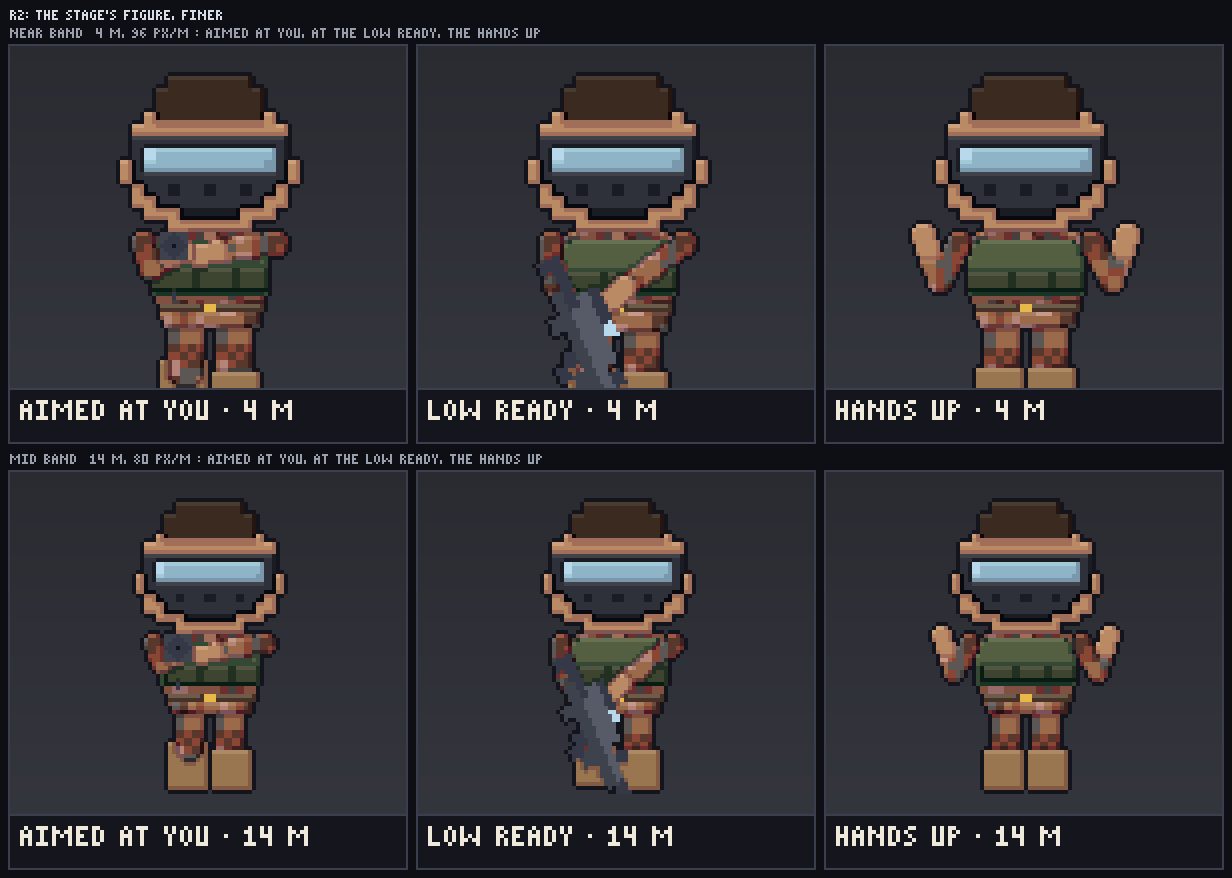 R2: THE STAGE'S FIGURE, FINER
NEAR BAND 4 M, 96 PX/M : AIMED AT YOU, AT THE LOW READY, THE HANDS UP
AIMED AT YOU · 4 M
LOW READY · 4 M
HANDS UP · 4 M
MID BAND 14 M, 80 PX/M : AIMED AT YOU, AT THE LOW READY, THE HANDS UP
AIMED AT YOU · 14 M
LOW READY · 14 M
HANDS UP · 14 M